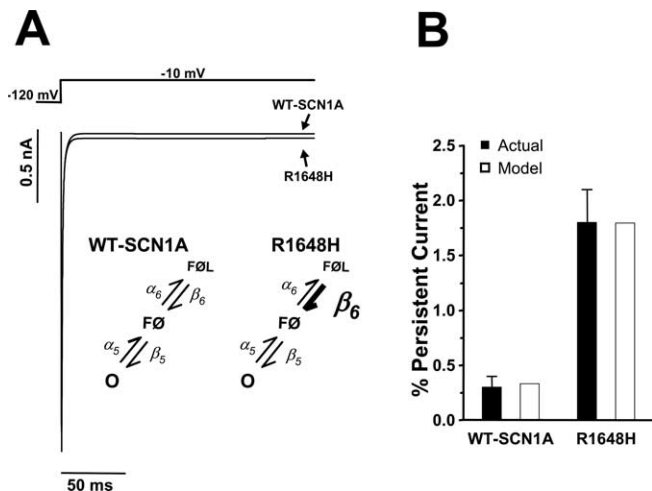 A
-10 mV
-120 mV
WT-SCN1A
0.5 nA
R1648H
WT-SCN1A
FØL
α6
β6
FØ
α5
β5
O
R1648H
FØL
α6
β6
FØ
α5
β5
O
50 ms
B
Actual
Model
% Persistent Current
2.5
2.0
1.5
1.0
0.5
0.0
WT-SCN1A R1648H